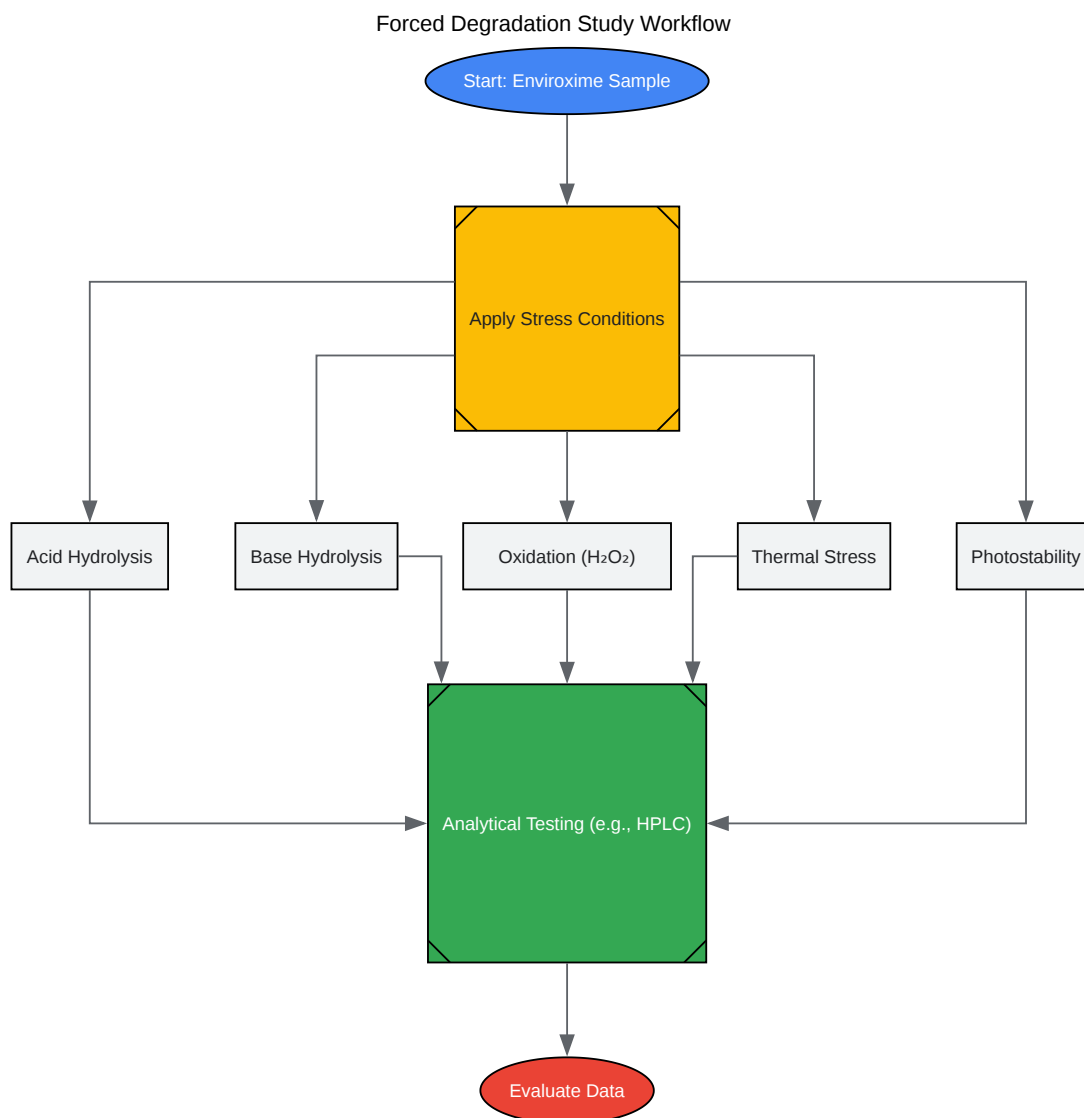 Forced Degradation Study Workflow
Start: Enviroxime Sample
Apply Stress Conditions
Acid Hydrolysis
Base Hydrolysis
Oxidation (H₂O₂)
Thermal Stress
Photostability
Analytical Testing (e.g., HPLC)
Evaluate Data